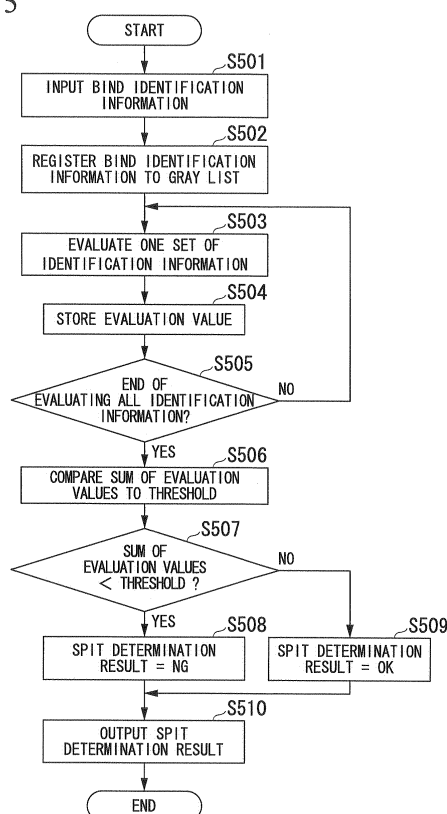 5
START
S501
INPUT BIND IDENTIFICATION
INFORMATION
S502
REGISTER BIND IDENTIFICATION
INFORMATION TO GRAY LIST
S503
EVALUATE ONE SET OF
IDENTIFICATION INFORMATION
S504
STORE EVALUATION VALUE
S505
END OF
EVALUATING ALL IDENTIFICATION
INFORMATION?
NO
YES
S506
COMPARE SUM OF EVALUATION
VALUES TO THRESHOLD
S507
SUM OF
EVALUATION VALUES
< THRESHOLD ?
NO
YES
S508
SPIT DETERMINATION
RESULT = NG
S509
SPIT DETERMINATION
RESULT = OK
S510
OUTPUT SPIT
DETERMINATION RESULT
END